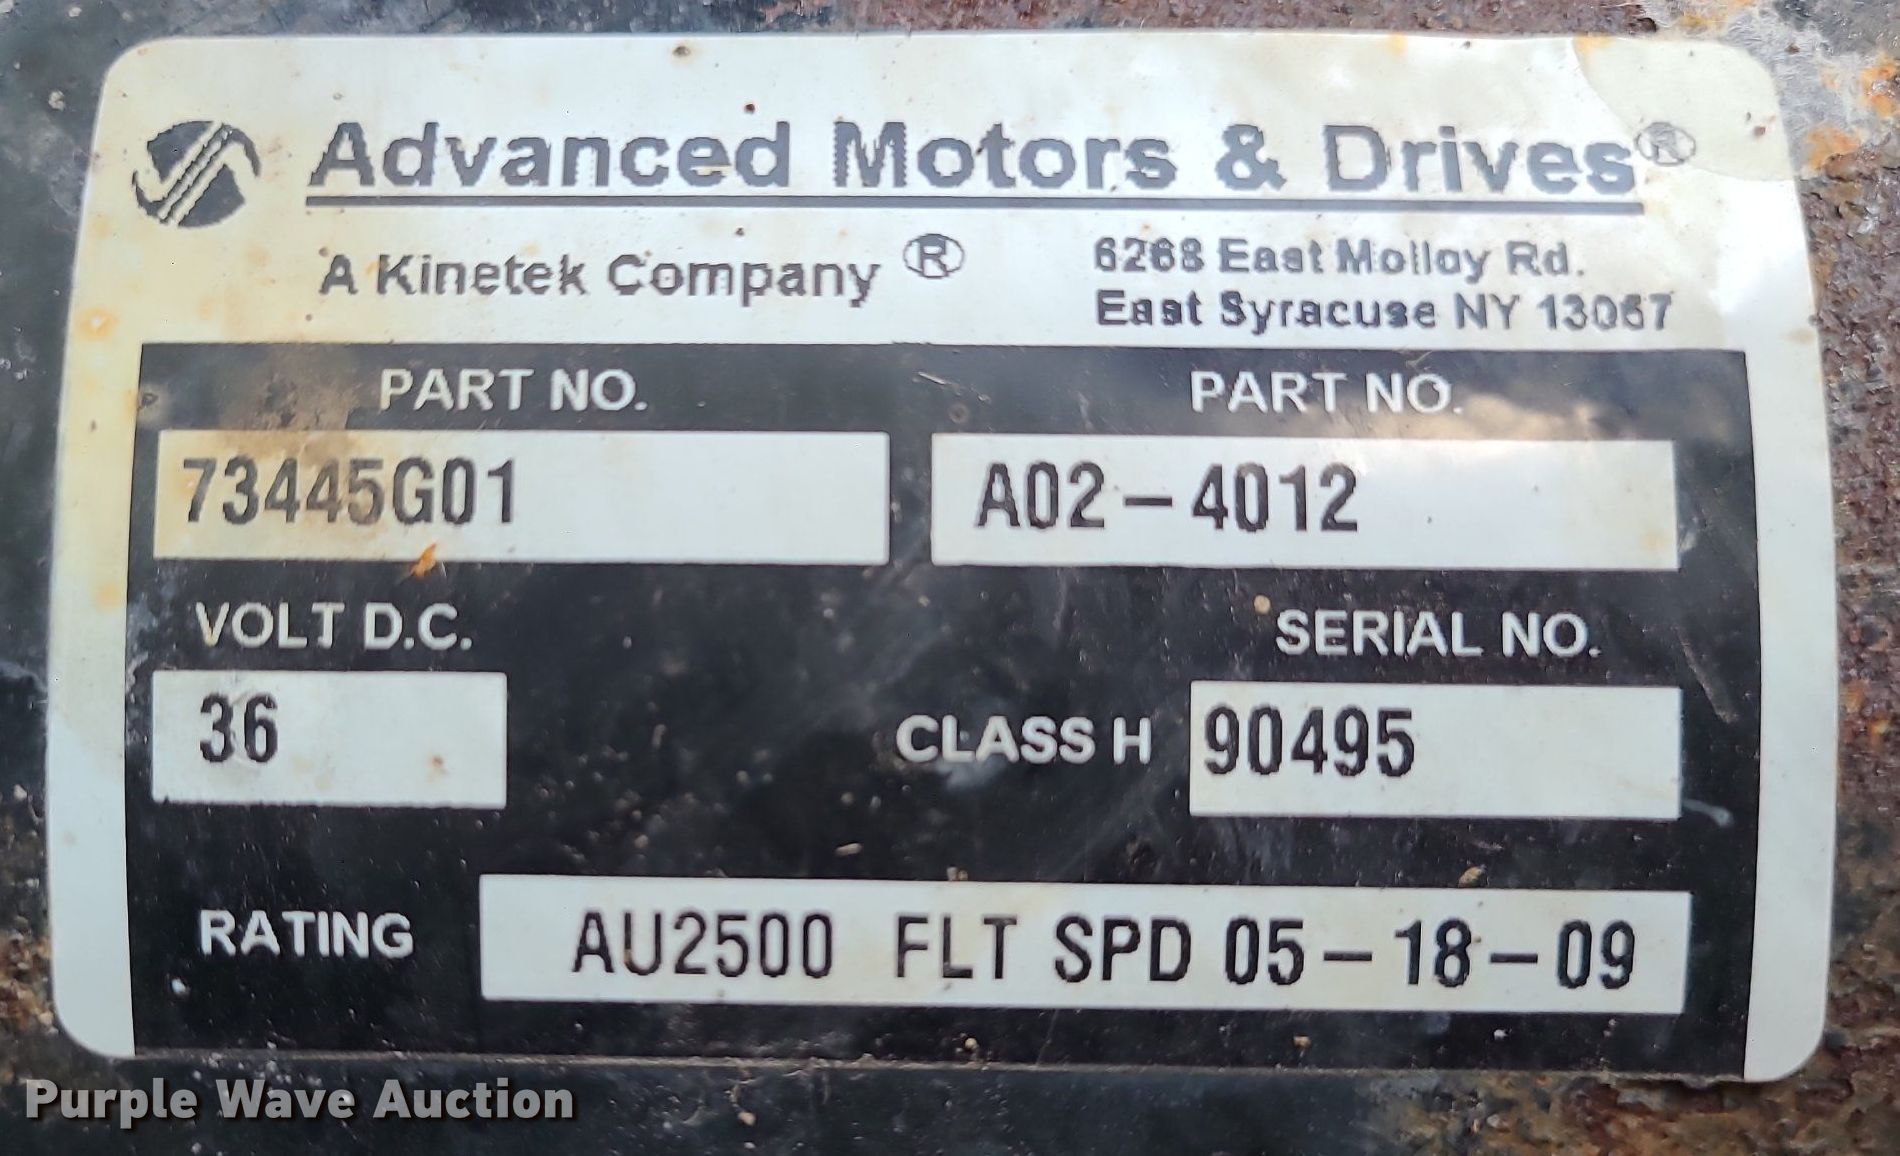 Advanced Motors & Drives®
A Kinetek Company ®
6268 East Molloy Rd.
East Syracuse NY 13067
PART NO.
PART NO.
73445G01
A02-4012
VOLT D.C.
SERIAL NO.
36
CLASS H 90495
RATING AU2500 FLT SPD 05-18-09
Purple Wave Auction